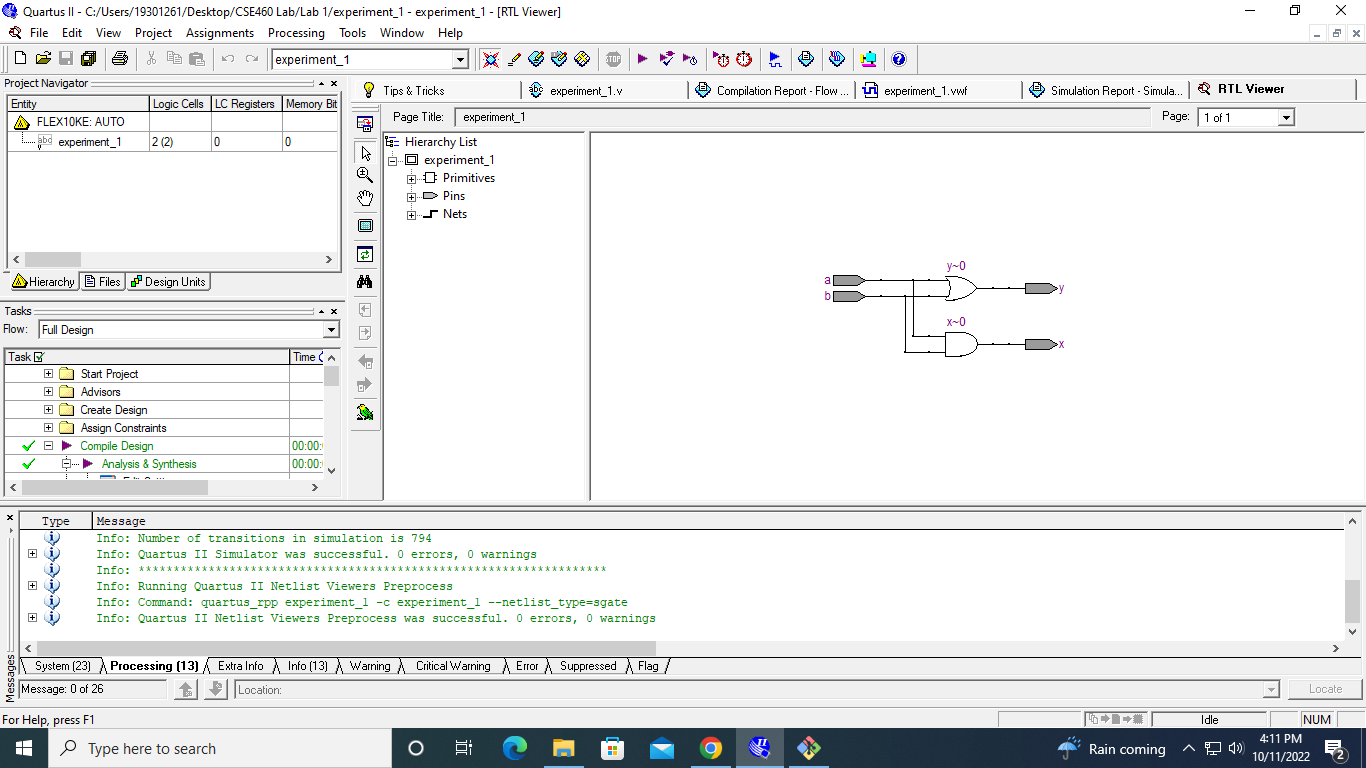 Quartus II - C:/Users/19301261/Desktop/CSE460 Lab/Lab 1/experiment_1 - experiment_1 - [RTL Viewer]
File Edit View Project Assignments Processing Tools Window Help
experiment_1
STOP
Project Navigator
Entity Logic Cells LC Registers Memory Bit
FLEX10KE: AUTO
abc experiment_1 2 (2) 0 0
Hierarchy Files Design Units
Tasks
Flow: Full Design
Task Time
Start Project
Advisors
Create Design
Assign Constraints
Compile Design 00:00:
Analysis & Synthesis 00:00:
Tips & Tricks
abc experiment_1.v
Compilation Report - Flow ...
experiment_1.vwf
Simulation Report - Simula...
RTL Viewer
Page Title: experiment_1 Page: 1 of 1
Hierarchy List
experiment_1
Primitives
Pins
Nets
y~0
a
b
y
x~0
x
Type Message
Info: Number of transitions in simulation is 794
Info: Quartus II Simulator was successful. 0 errors, 0 warnings
Info: *******************************************************************
Info: Running Quartus II Netlist Viewers Preprocess
Info: Command: quartus_rpp experiment_1 -c experiment_1 --netlist_type=sgate
Info: Quartus II Netlist Viewers Preprocess was successful. 0 errors, 0 warnings
System (23) Processing (13) Extra Info Info (13) Warning Critical Warning Error Suppressed Flag
Messages
Message: 0 of 26 Location: Locate
For Help, press F1 Idle NUM
Type here to search
Rain coming
4:11 PM
10/11/2022
2